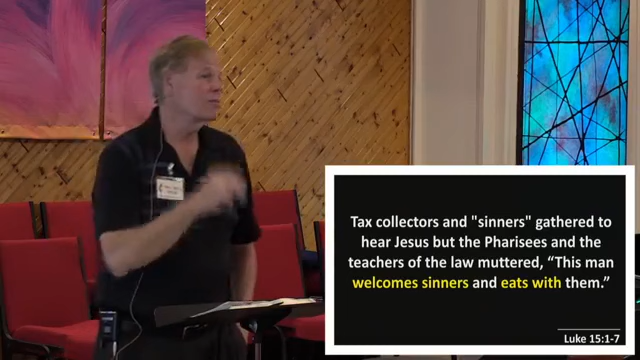 Tax collectors and "sinners" gathered to
hear Jesus but the Pharisees and the
teachers of the law muttered, “This man
welcomes sinners and eats with them.”
Luke 15:1-7